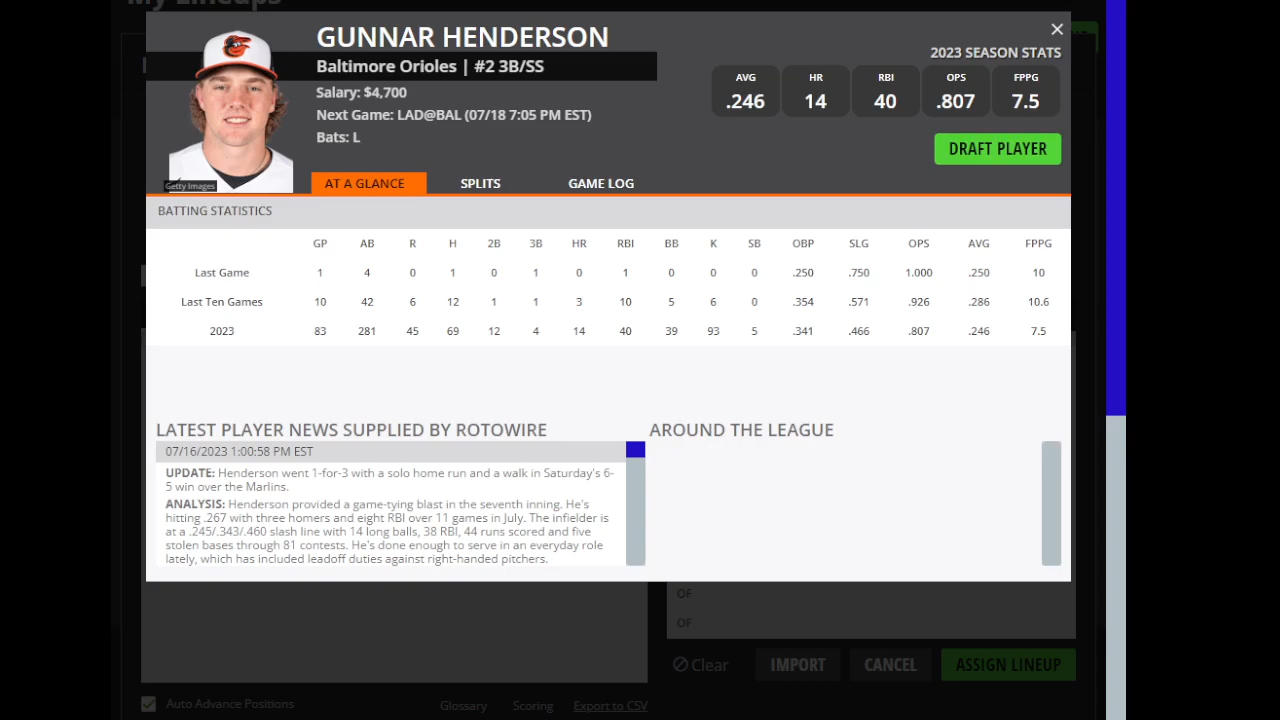 My Lineups
GUNNAR HENDERSON
Baltimore Orioles | #2 3B/SS
Salary: $4,700
Next Game: LAD@BAL (07/18 7:05 PM EST)
Bats: L
Getty Images
2023 SEASON STATS
AVG HR RBI OPS FPPG
.246 14 40 .807 7.5
DRAFT PLAYER
AT A GLANCE SPLITS GAME LOG
BATTING STATISTICS
GP AB R H 2B 3B HR RBI BB K SB OBP SLG OPS AVG FPPG
Last Game 1 4 0 1 0 1 0 1 0 0 0 .250 .750 1.000 .250 10
Last Ten Games 10 42 6 12 1 1 3 10 5 6 0 .354 .571 .926 .286 10.6
2023 83 281 45 69 12 4 14 40 39 93 5 .341 .466 .807 .246 7.5
LATEST PLAYER NEWS SUPPLIED BY ROTOWIRE
07/16/2023 1:00:58 PM EST
UPDATE: Henderson went 1-for-3 with a solo home run and a walk in Saturday's 6-
5 win over the Marlins.
ANALYSIS: Henderson provided a game-tying blast in the seventh inning. He's
hitting .267 with three homers and eight RBI over 11 games in July. The infielder is
at a .245/.343/.460 slash line with 14 long balls, 38 RBI, 44 runs scored and five
stolen bases through 81 contests. He's done enough to serve in an everyday role
lately, which has included leadoff duties against right-handed pitchers.
AROUND THE LEAGUE
OF
OF
Clear IMPORT CANCEL ASSIGN LINEUP
Auto Advance Positions Glossary Scoring Export to CSV